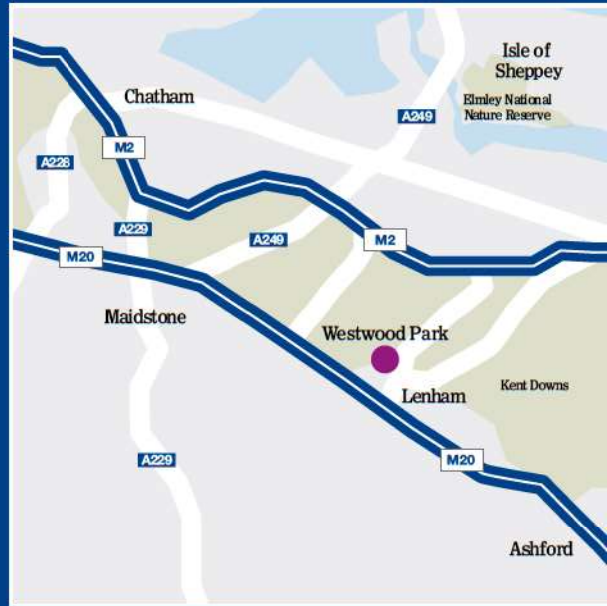 Isle of
Sheppey
Chatham
Elmley National
Nature Reserve
A249
M2
A228
A229
A249
M2
M20
Maidstone
Westwood Park
Kent Downs
Lenham
A229
M20
Ashford